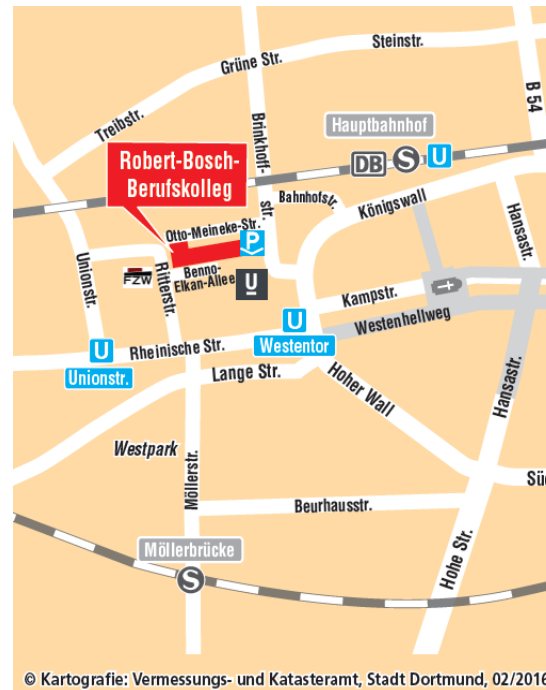 Steinstr.
Grüne Str.
Treibstr.
B 54
Brinkhoff-
str.
Hauptbahnhof
DB
S
U
Robert-Bosch-
Berufskolleg
Bahnhofstr.
Königswall
Otto-Meineke-Str.
P
Hansastr.
Unionstr.
FZW
Ritterstr.
Benno-
Elkan-Allee
U
Kampstr.
U
Westentor
Westenhellweg
U
Unionstr.
Rheinische Str.
Lange Str.
Hoher Wall
Hansastr.
Westpark
Möllerstr.
Süd
Beurhausstr.
Möllerbrücke
S
Hohe Str.
© Kartografie: Vermessungs- und Katasteramt, Stadt Dortmund, 02/2016